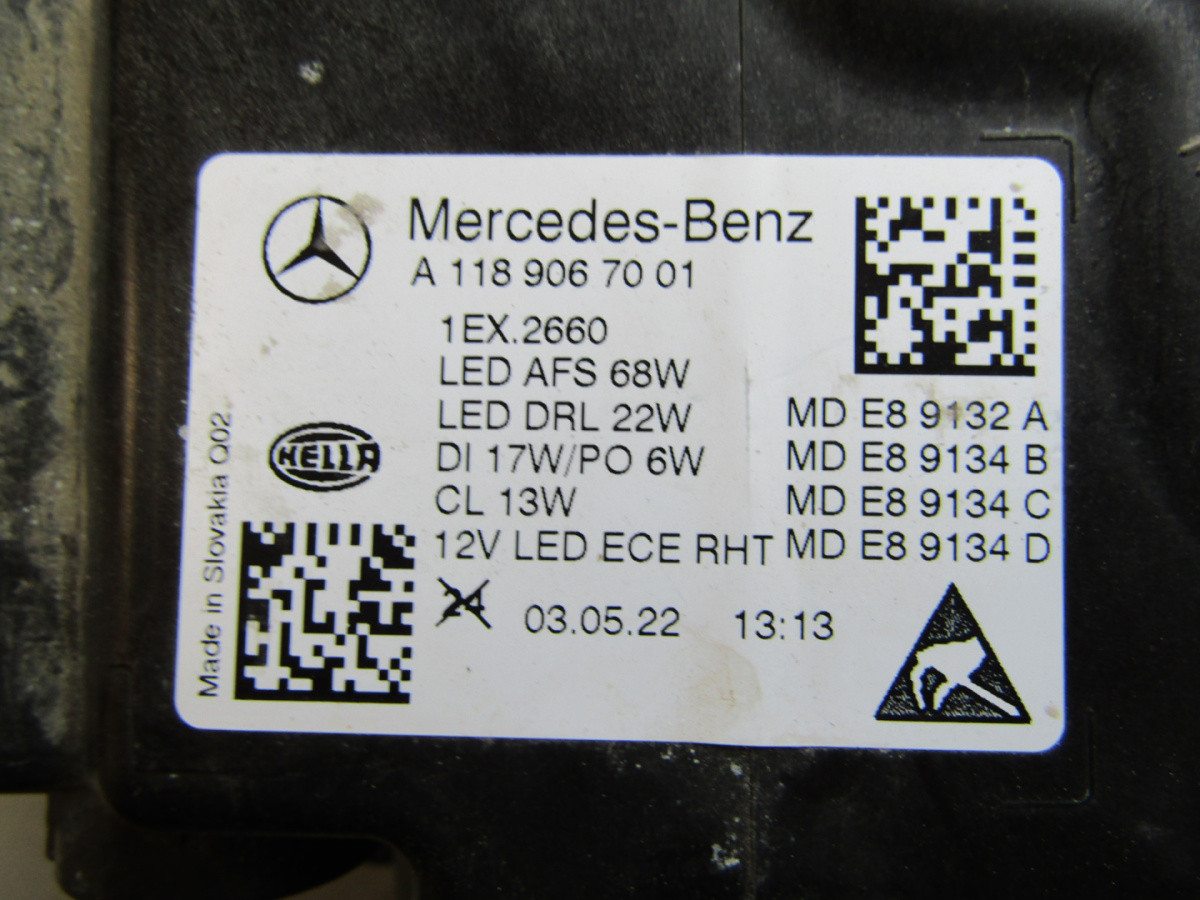 Mercedes-Benz
A 118 906 70 01
1EX.2660
LED AFS 68W
LED DRL 22W
DI 17W/PO 6W
CL 13W
12V LED ECE RHT
MD E8 9132 A
MD E8 9134 B
MD E8 9134 C
MD E8 9134 D
HELLA
Made in Slovakia Q02
24
03.05.22 13:13